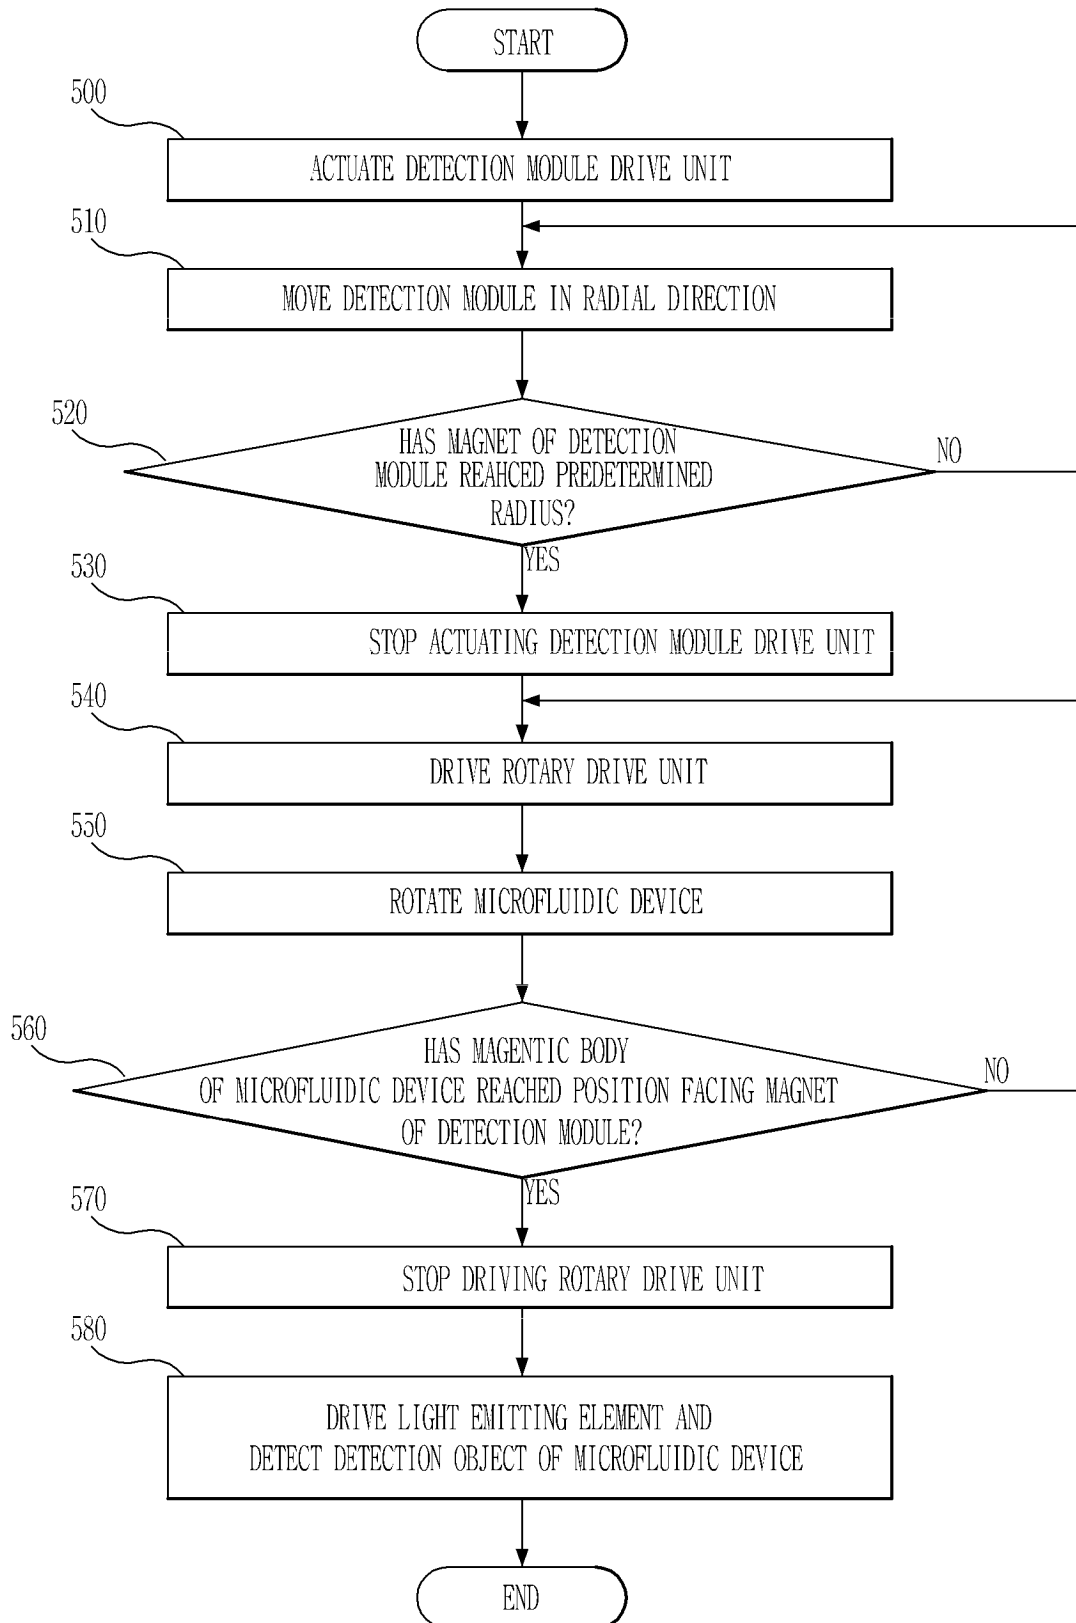 START
500
ACTUATE DETECTION MODULE DRIVE UNIT
510
MOVE DETECTION MODULE IN RADIAL DIRECTION
520
HAS MAGNET OF DETECTION
MODULE REAHCED PREDETERMINED
RADIUS?
NO
YES
530
STOP ACTUATING DETECTION MODULE DRIVE UNIT
540
DRIVE ROTARY DRIVE UNIT
550
ROTATE MICROFLUIDIC DEVICE
560
HAS MAGENTIC BODY
OF MICROFLUIDIC DEVICE REACHED POSITION FACING MAGNET
OF DETECTION MODULE?
NO
YES
570
STOP DRIVING ROTARY DRIVE UNIT
580
DRIVE LIGHT EMITTING ELEMENT AND
DETECT DETECTION OBJECT OF MICROFLUIDIC DEVICE
END